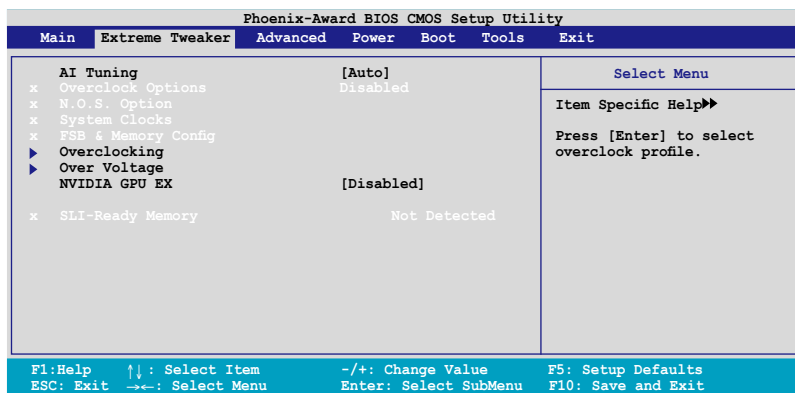 Phoenix-Award BIOS CMOS Setup Utility
Main Extreme Tweaker Advanced Power Boot Tools Exit
AI Tuning [Auto]
x Overclock Options Disabled
x N.O.S. Option
x System Clocks
x FSB & Memory Config
Overclocking
Over Voltage
NVIDIA GPU EX [Disabled]
x SLI-Ready Memory Not Detected
Select Menu
Item Specific Help▶▶
Press [Enter] to select
overclock profile.
F1:Help ↑↓: Select Item -/+: Change Value F5: Setup Defaults
ESC: Exit →←: Select Menu Enter: Select SubMenu F10: Save and Exit